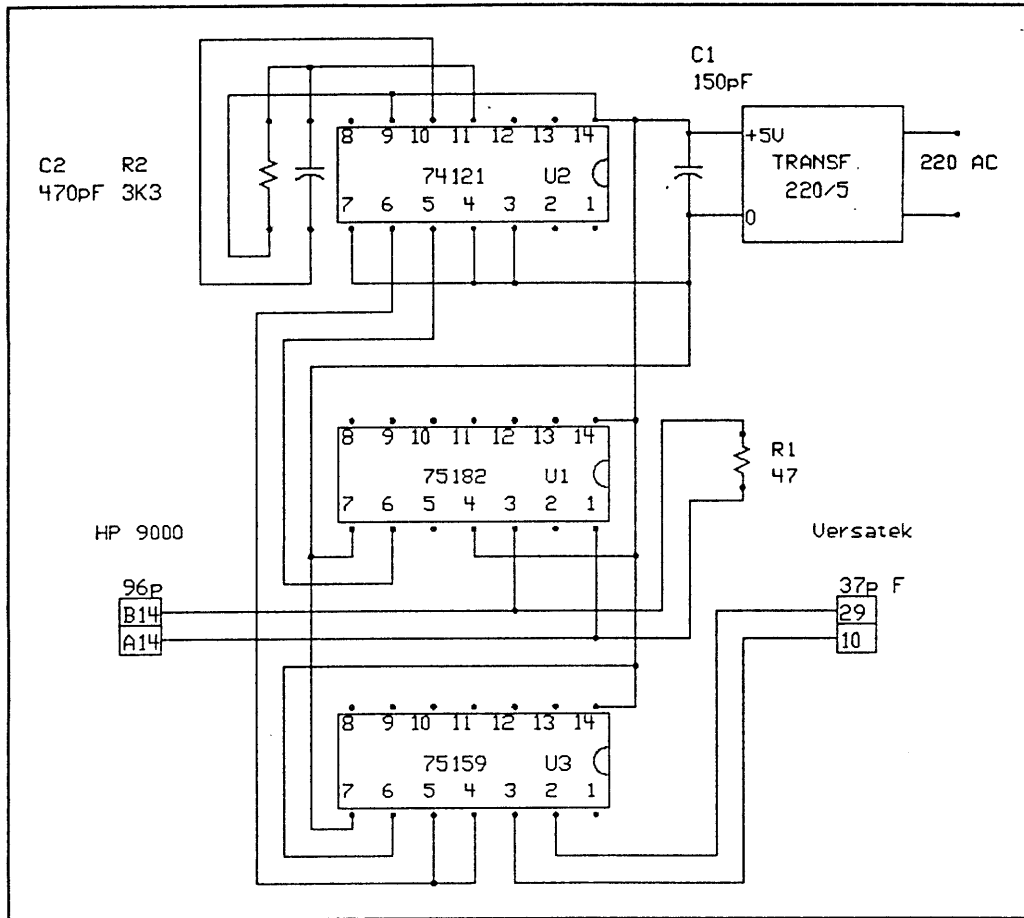 C1
150pF
8 9 10 11 12 13 14
74121 U2
7 6 5 4 3 2 1
C2 R2
470pF 3K3
+5V
TRANSF.
220/5
0
220 AC
8 9 10 11 12 13 14
75182 U1
7 6 5 4 3 2 1
R1
47
HP 9000
Versatek
96p
B14
A14
37p F
29
10
8 9 10 11 12 13 14
75159 U3
7 6 5 4 3 2 1